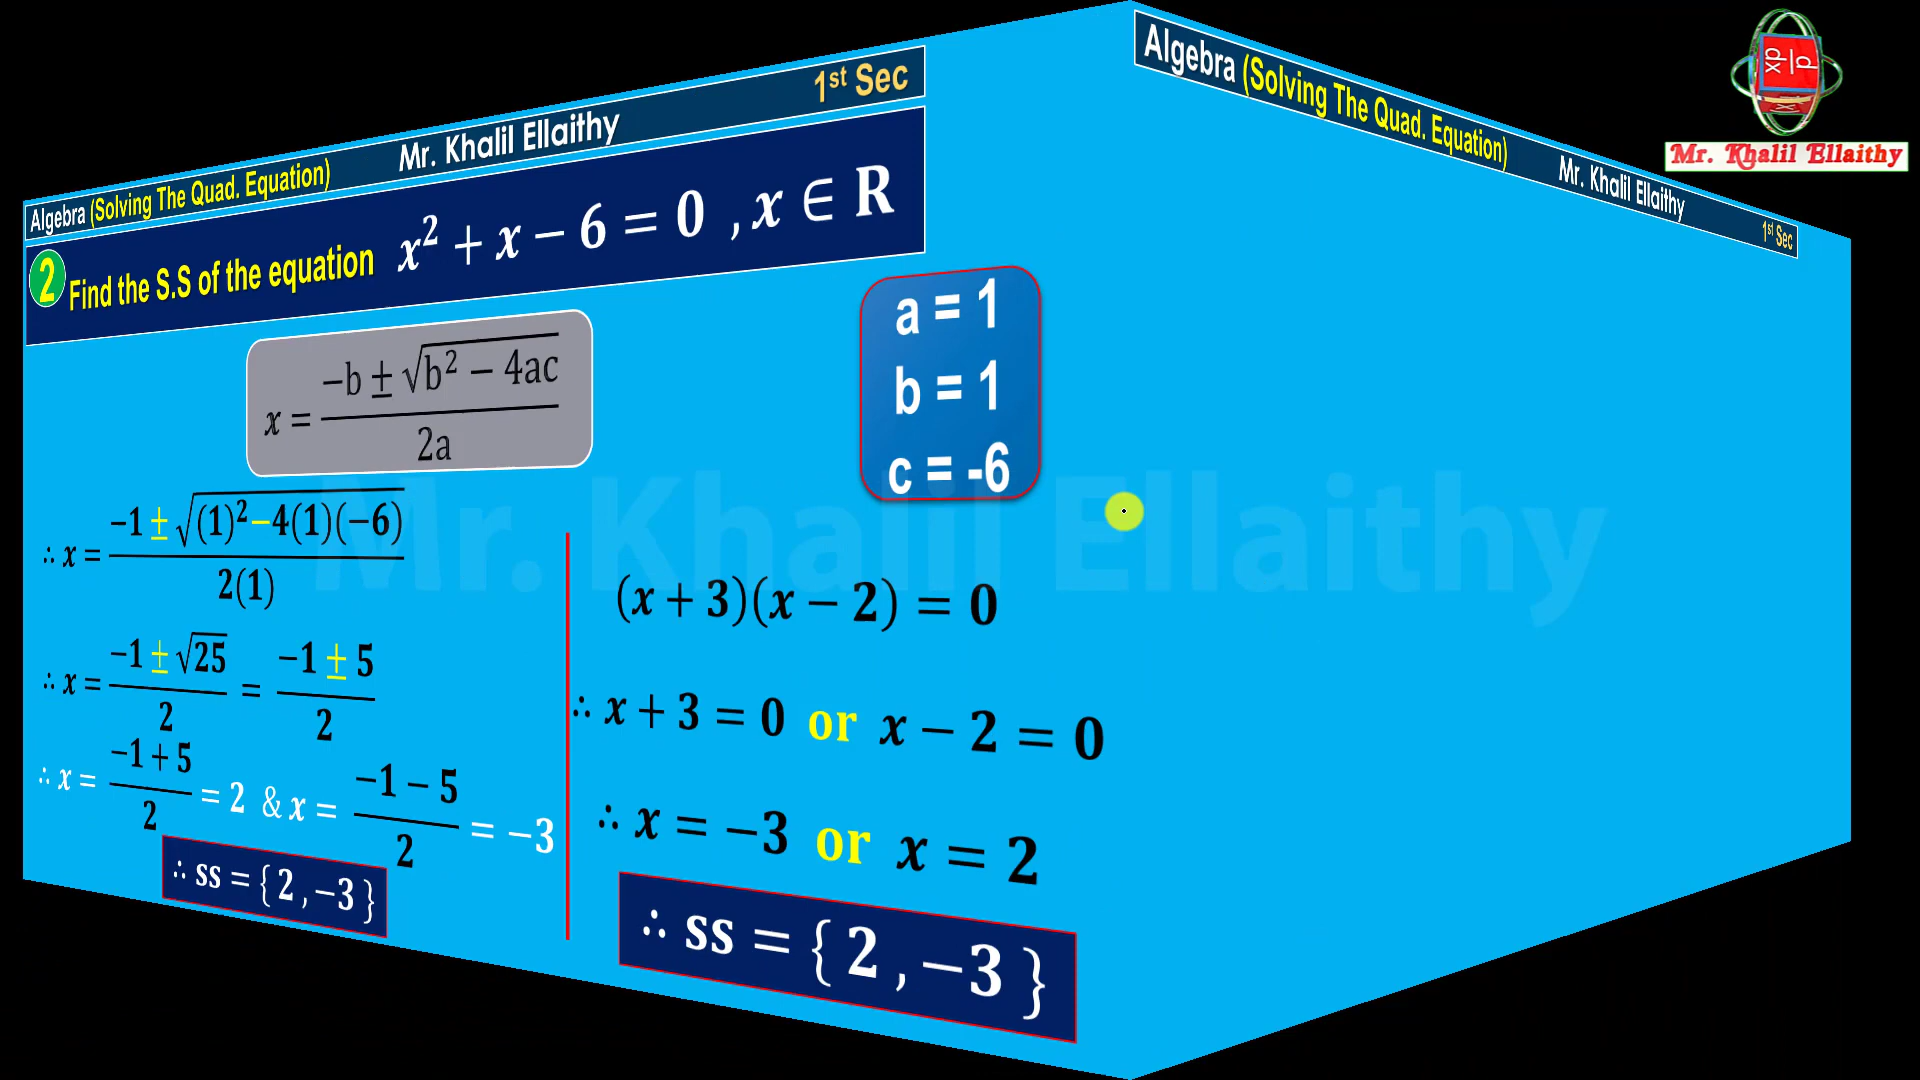 Algebra (Solving The Quad. Equation) Mr. Khalil Ellaithy 1st Sec
2 Find the S.S of the equation x² + x − 6 = 0 , x ∈ R
x = (−b ± √(b² − 4ac)) / 2a
a = 1
b = 1
c = -6
∴ x = (−1 ± √((1)² −4(1)(−6))) / 2(1)
∴ x = (−1 ± √25) / 2 = (−1 ± 5) / 2
∴ x = (−1 + 5) / 2 = 2 & x = (−1 − 5) / 2 = −3
∴ ss = { 2 , −3 }
(x + 3)(x − 2) = 0
∴ x + 3 = 0 or x − 2 = 0
∴ x = −3 or x = 2
∴ ss = { 2 , −3 }
Algebra (Solving The Quad. Equation) Mr. Khalil Ellaithy 1st Sec
d/dx
Mr. Khalil Ellaithy
Mr. Khalil Ellaithy